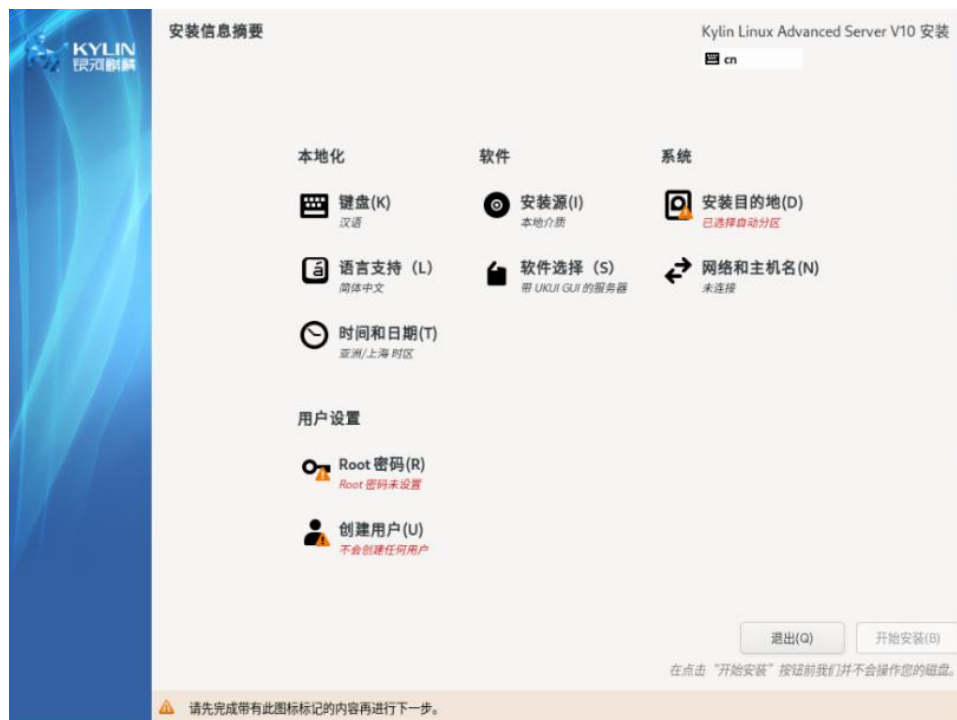 KYLIN
银河麒麟
安装信息摘要
Kylin Linux Advanced Server V10 安装
cn
本地化
软件
系统
键盘(K)
汉语
安装源(I)
本地介质
安装目的地(D)
已选择自动分区
语言支持（L）
简体中文
软件选择（S）
带 UKUI GUI 的服务器
网络和主机名(N)
未连接
时间和日期(T)
亚洲/上海 时区
用户设置
Root 密码(R)
Root 密码未设置
创建用户(U)
不会创建任何用户
退出(Q)
开始安装(B)
在点击“开始安装”按钮前我们并不会操作您的磁盘。
请先完成带有此图标标记的内容再进行下一步。